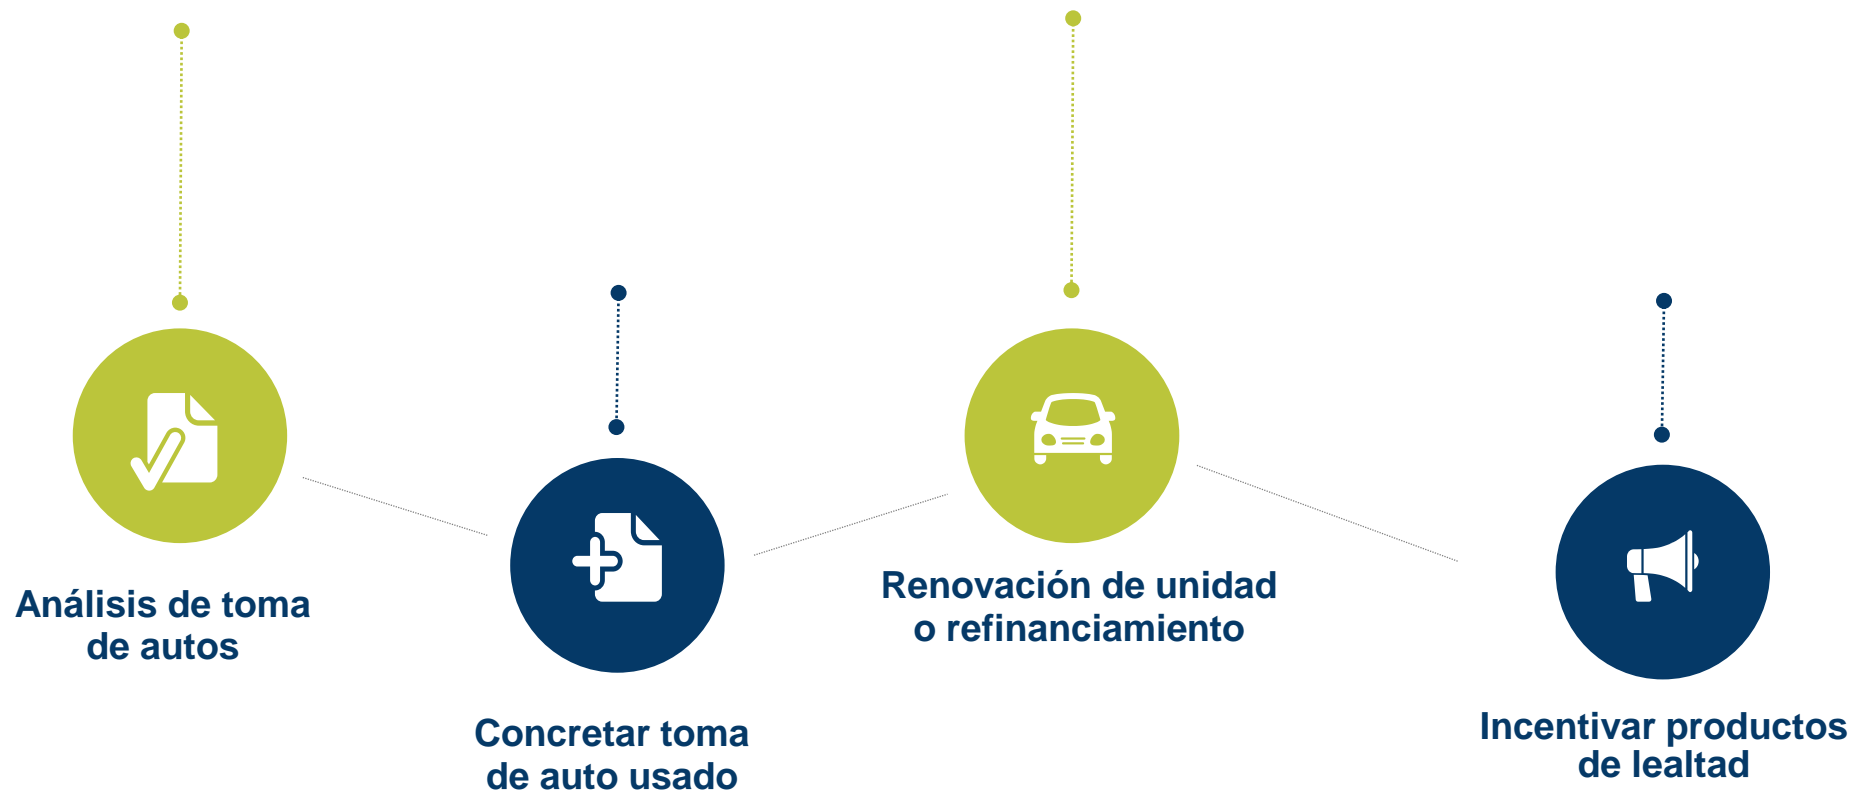 Análisis de toma
de autos
Concretar toma
de auto usado
Renovación de unidad
o refinanciamiento
Incentivar productos
de lealtad